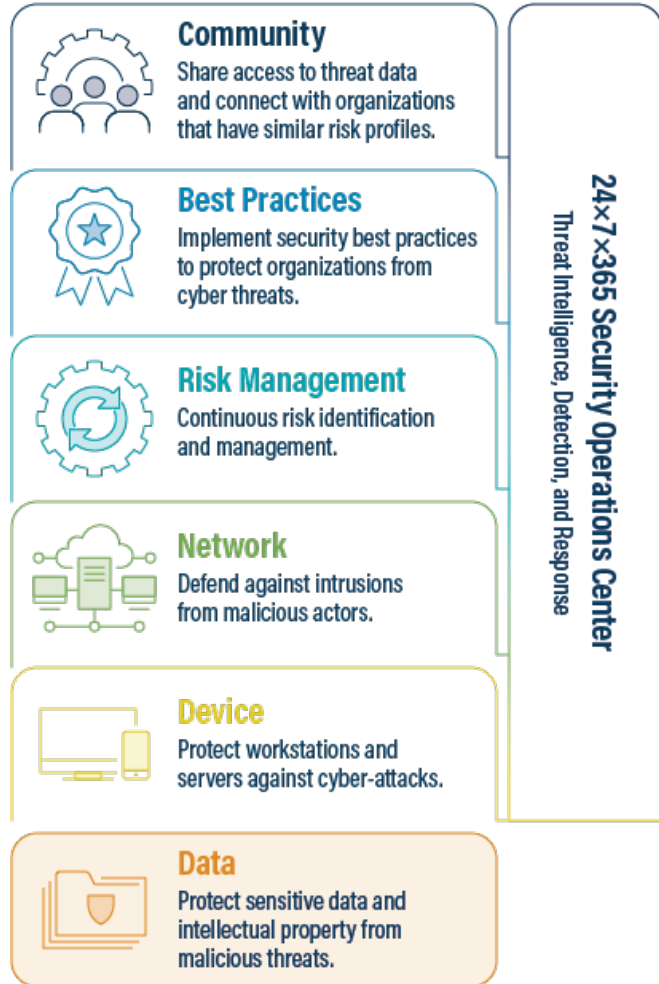 Community
Share access to threat data
and connect with organizations
that have similar risk profiles.
Best Practices
Implement security best practices
to protect organizations from
cyber threats.
Risk Management
Continuous risk identification
and management.
Network
Defend against intrusions
from malicious actors.
Device
Protect workstations and
servers against cyber-attacks.
Data
Protect sensitive data and
intellectual property from
malicious threats.
24×7×365 Security Operations Center
Threat Intelligence, Detection, and Response